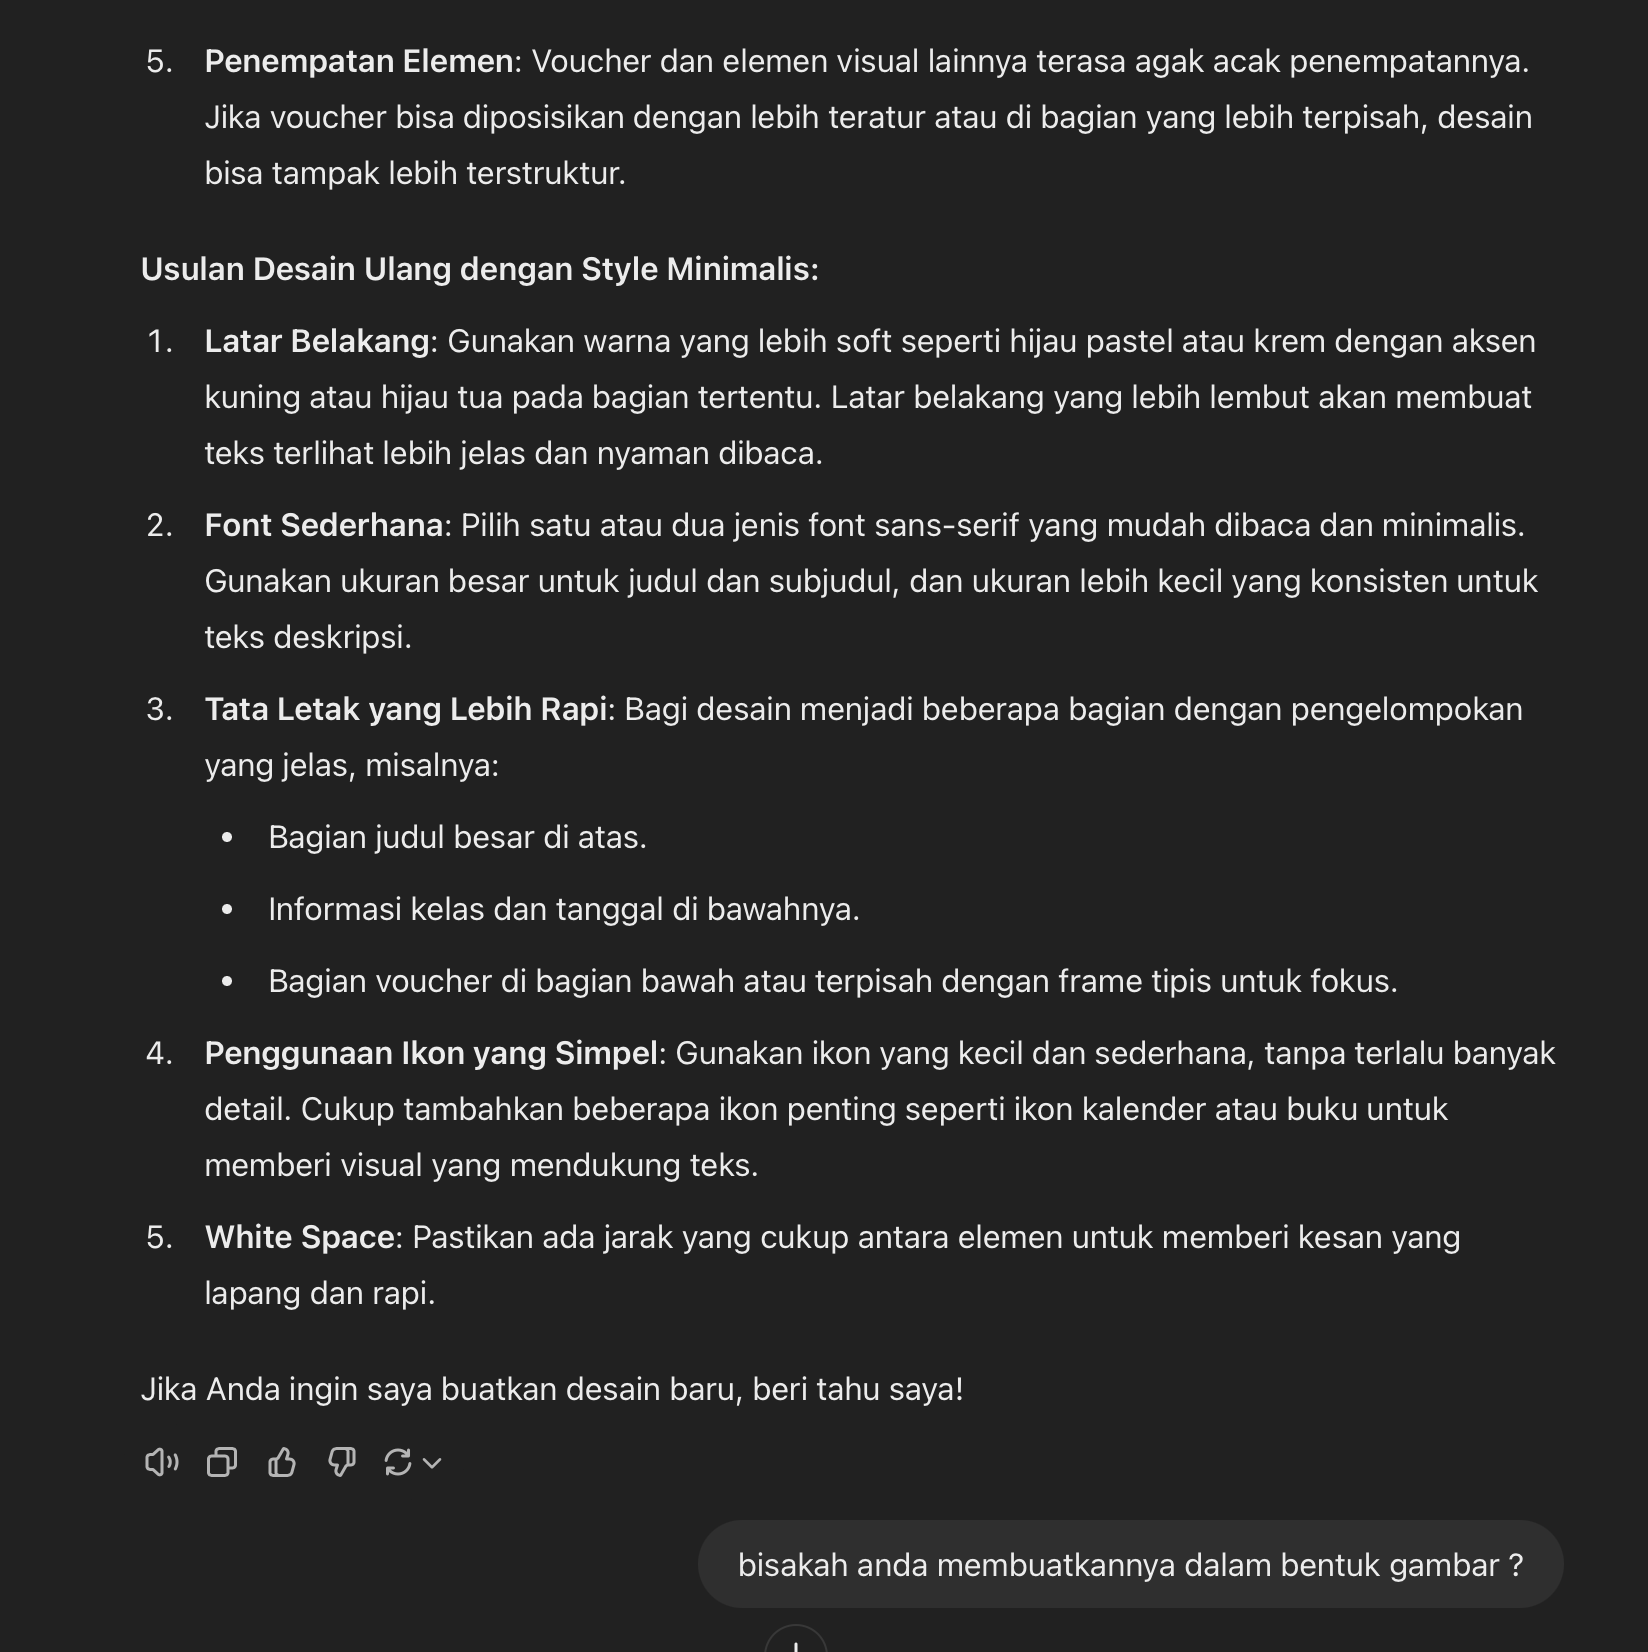 5. Penempatan Elemen: Voucher dan elemen visual lainnya terasa agak acak penempatannya.
Jika voucher bisa diposisikan dengan lebih teratur atau di bagian yang lebih terpisah, desain
bisa tampak lebih terstruktur.
Usulan Desain Ulang dengan Style Minimalis:
1. Latar Belakang: Gunakan warna yang lebih soft seperti hijau pastel atau krem dengan aksen
kuning atau hijau tua pada bagian tertentu. Latar belakang yang lebih lembut akan membuat
teks terlihat lebih jelas dan nyaman dibaca.
2. Font Sederhana: Pilih satu atau dua jenis font sans-serif yang mudah dibaca dan minimalis.
Gunakan ukuran besar untuk judul dan subjudul, dan ukuran lebih kecil yang konsisten untuk
teks deskripsi.
3. Tata Letak yang Lebih Rapi: Bagi desain menjadi beberapa bagian dengan pengelompokan
yang jelas, misalnya:
• Bagian judul besar di atas.
• Informasi kelas dan tanggal di bawahnya.
• Bagian voucher di bagian bawah atau terpisah dengan frame tipis untuk fokus.
4. Penggunaan Ikon yang Simpel: Gunakan ikon yang kecil dan sederhana, tanpa terlalu banyak
detail. Cukup tambahkan beberapa ikon penting seperti ikon kalender atau buku untuk
memberi visual yang mendukung teks.
5. White Space: Pastikan ada jarak yang cukup antara elemen untuk memberi kesan yang
lapang dan rapi.
Jika Anda ingin saya buatkan desain baru, beri tahu saya!
bisakah anda membuatkannya dalam bentuk gambar ?